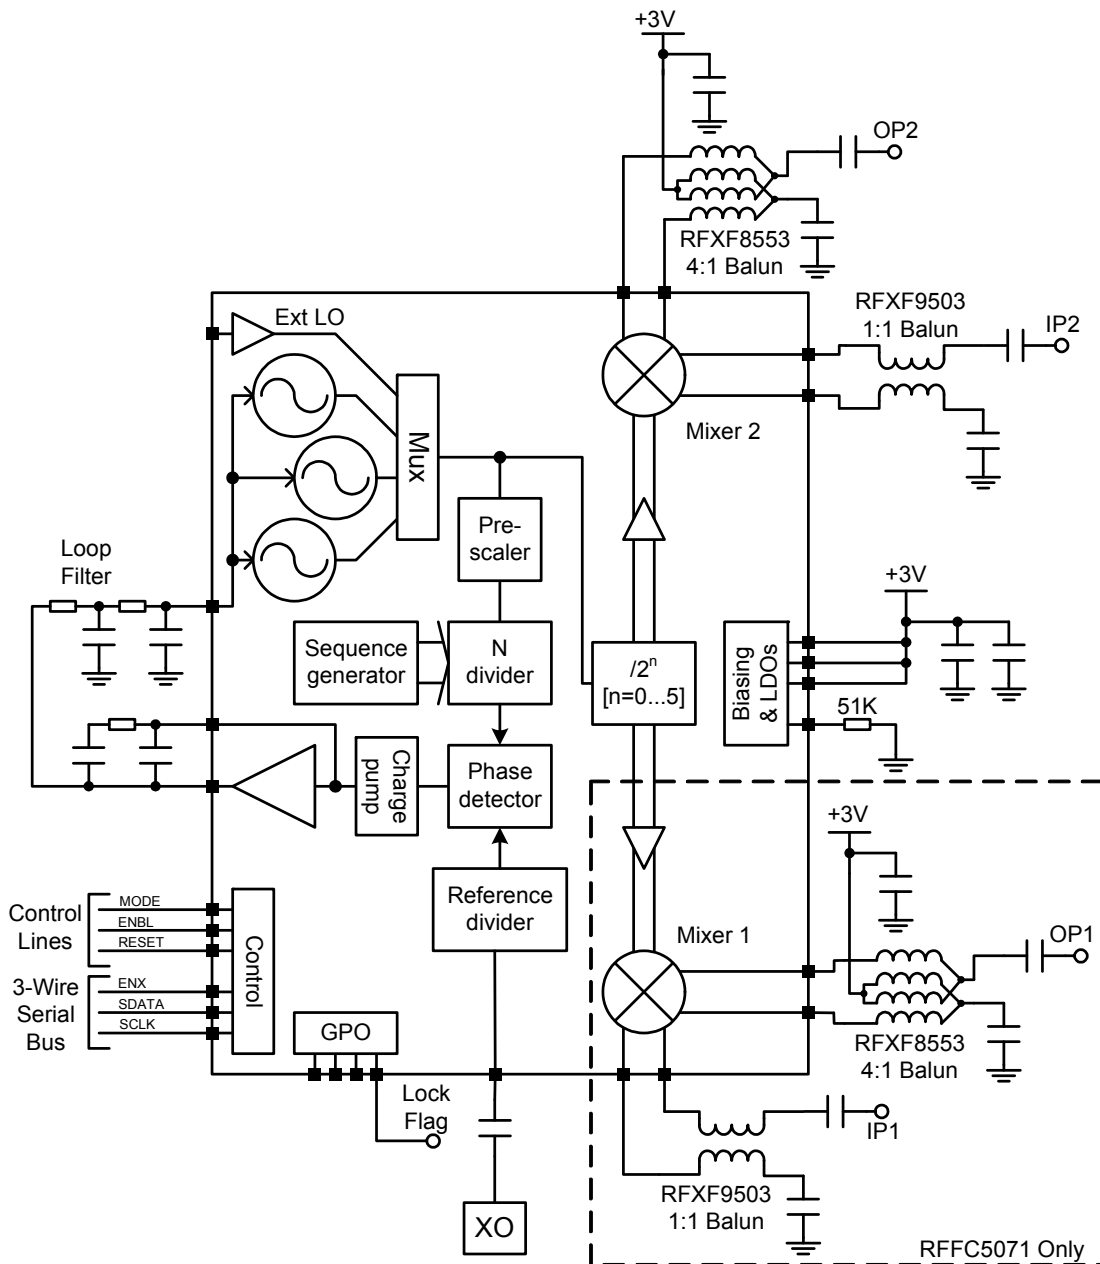 +3V
OP2
RFXF8553
4:1 Balun
RFXF9503
1:1 Balun
IP2
Ext LO
Mux
Mixer 2
Pre-
scaler
Loop
Filter
+3V
Sequence
generator
N
divider
/2ⁿ
[n=0...5]
Biasing
& LDOs
51K
Charge
pump
Phase
detector
+3V
Reference
divider
Mixer 1
OP1
Control
Lines
MODE
ENBL
RESET
Control
3-Wire
Serial
Bus
ENX
SDATA
SCLK
GPO
RFXF8553
4:1 Balun
Lock
Flag
IP1
RFXF9503
1:1 Balun
XO
RFFC5071 Only